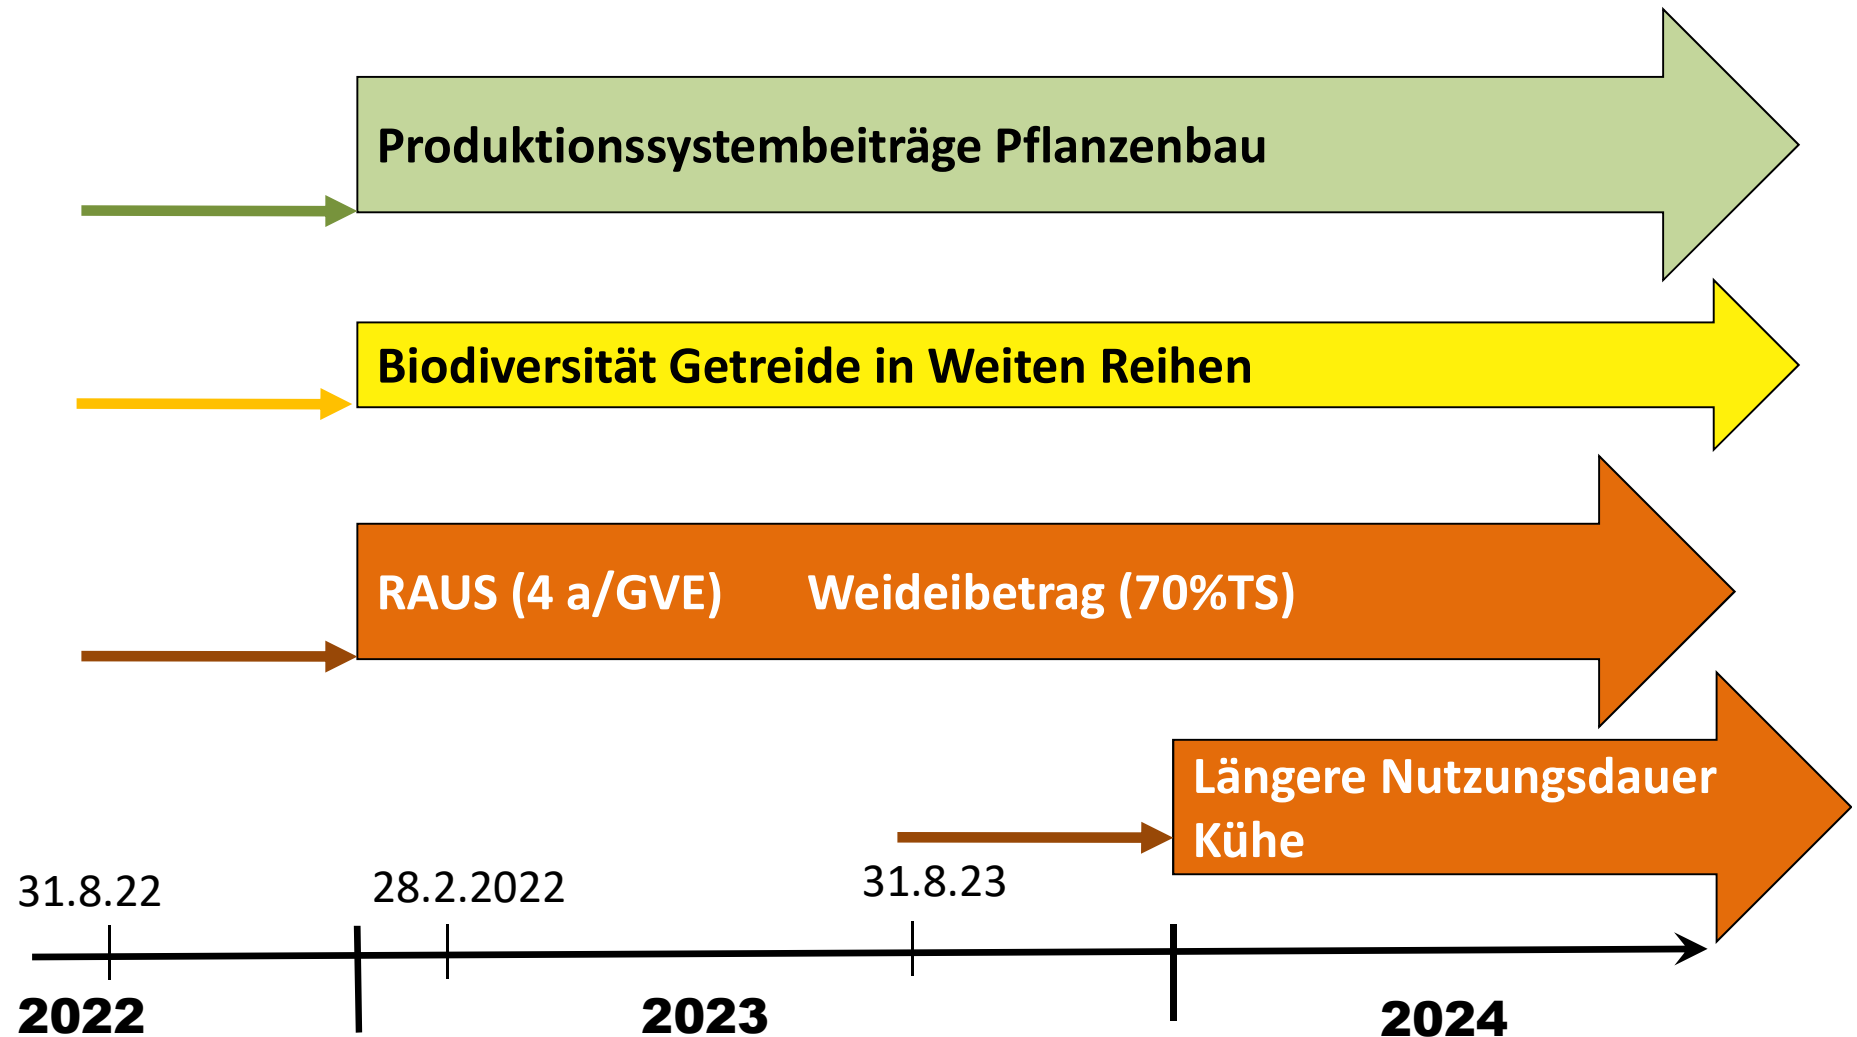 Produktionssystembeiträge Pflanzenbau
Biodiversität Getreide in Weiten Reihen
RAUS (4 a/GVE) Weideibetrag (70%TS)
Längere Nutzungsdauer
Kühe
31.8.22 28.2.2022 31.8.23
2022 2023 2024